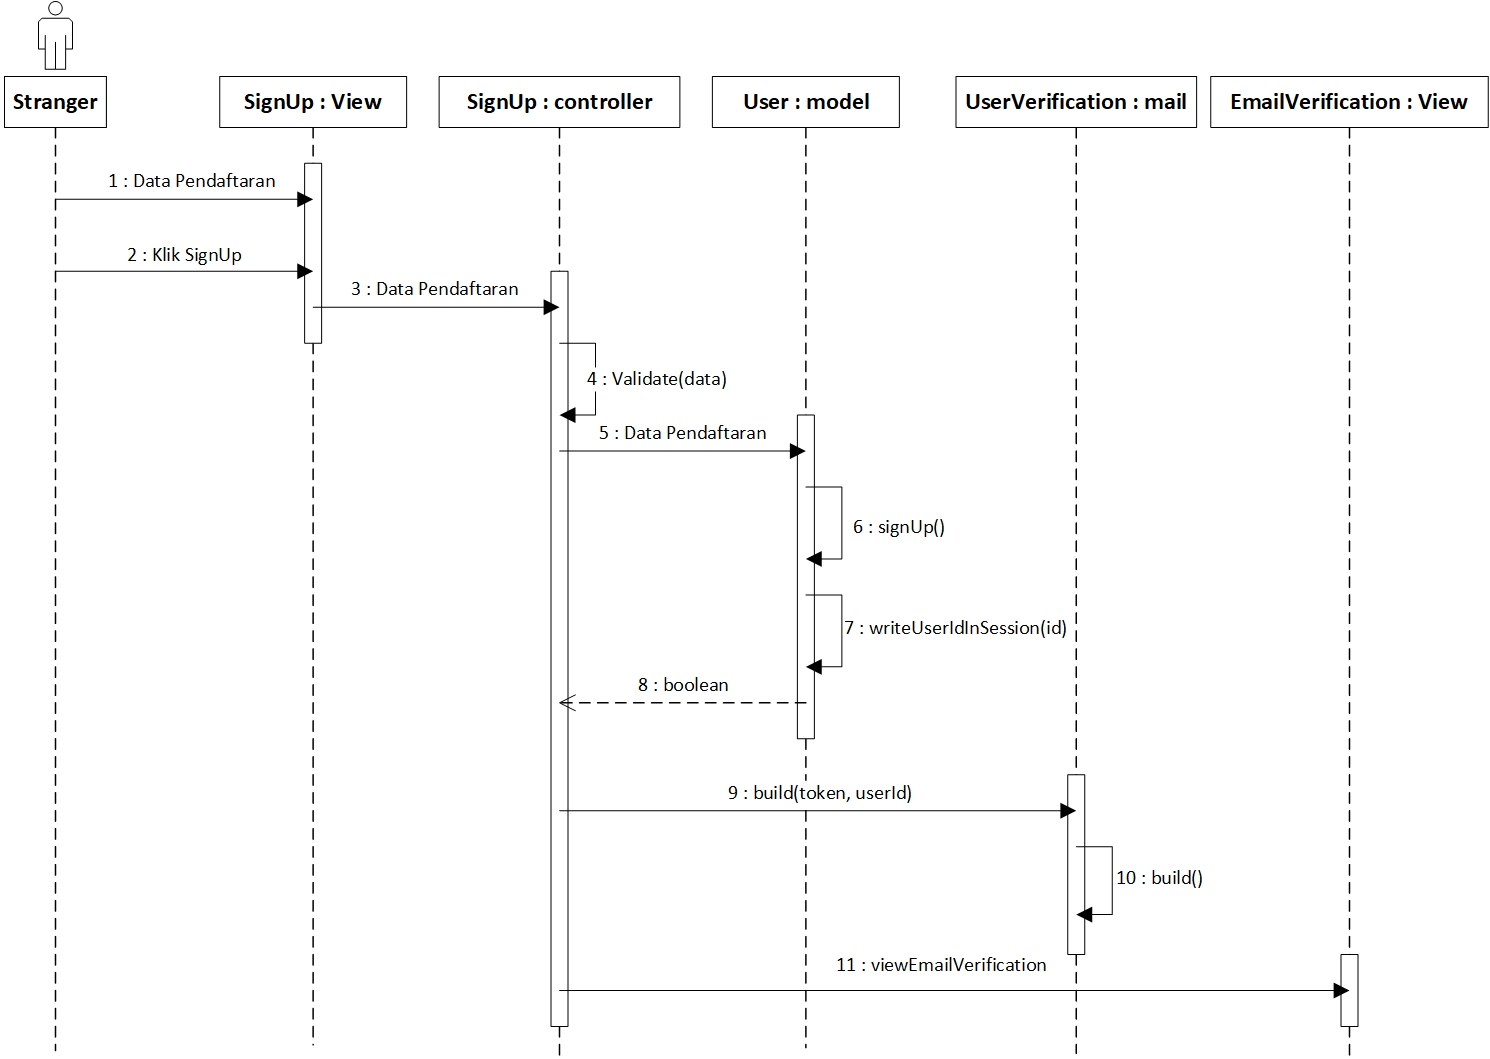 Stranger
SignUp : View
SignUp : controller
User : model
UserVerification : mail
EmailVerification : View
1 : Data Pendaftaran
2 : Klik SignUp
3 : Data Pendaftaran
4 : Validate(data)
5 : Data Pendaftaran
6 : signUp()
7 : writeUserIdInSession(id)
8 : boolean
9 : build(token, userId)
10 : build()
11 : viewEmailVerification